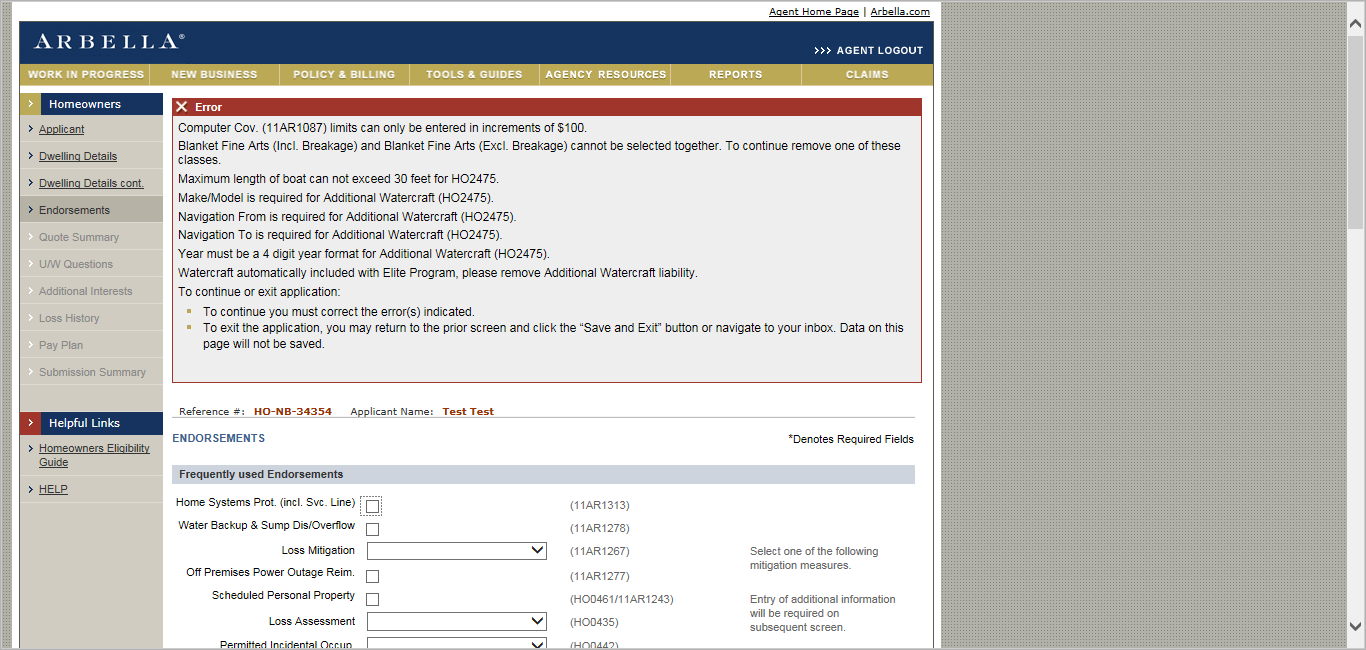 Agent Home Page | Arbella.com
ARBELLA®
>>> AGENT LOGOUT
WORK IN PROGRESS NEW BUSINESS POLICY & BILLING TOOLS & GUIDES AGENCY RESOURCES REPORTS CLAIMS
Homeowners
Applicant
Dwelling Details
Dwelling Details cont.
Endorsements
Quote Summary
U/W Questions
Additional Interests
Loss History
Pay Plan
Submission Summary
Helpful Links
Homeowners Eligibility
Guide
HELP
Error
Computer Cov. (11AR1087) limits can only be entered in increments of $100.
Blanket Fine Arts (Incl. Breakage) and Blanket Fine Arts (Excl. Breakage) cannot be selected together. To continue remove one of these
classes.
Maximum length of boat can not exceed 30 feet for HO2475.
Make/Model is required for Additional Watercraft (HO2475).
Navigation From is required for Additional Watercraft (HO2475).
Navigation To is required for Additional Watercraft (HO2475).
Year must be a 4 digit year format for Additional Watercraft (HO2475).
Watercraft automatically included with Elite Program, please remove Additional Watercraft liability.
To continue or exit application:
To continue you must correct the error(s) indicated.
To exit the application, you may return to the prior screen and click the “Save and Exit” button or navigate to your inbox. Data on this
page will not be saved.
Reference #: HO-NB-34354 Applicant Name: Test Test
ENDORSEMENTS
*Denotes Required Fields
Frequently used Endorsements
Home Systems Prot. (incl. Svc. Line) (11AR1313)
Water Backup & Sump Dis/Overflow (11AR1278)
Loss Mitigation (11AR1267) Select one of the following
mitigation measures.
Off Premises Power Outage Reim. (11AR1277)
Scheduled Personal Property (HO0461/11AR1243) Entry of additional information
will be required on
subsequent screen.
Loss Assessment (HO0435)
Permitted Incidental Occup. (HO0442)